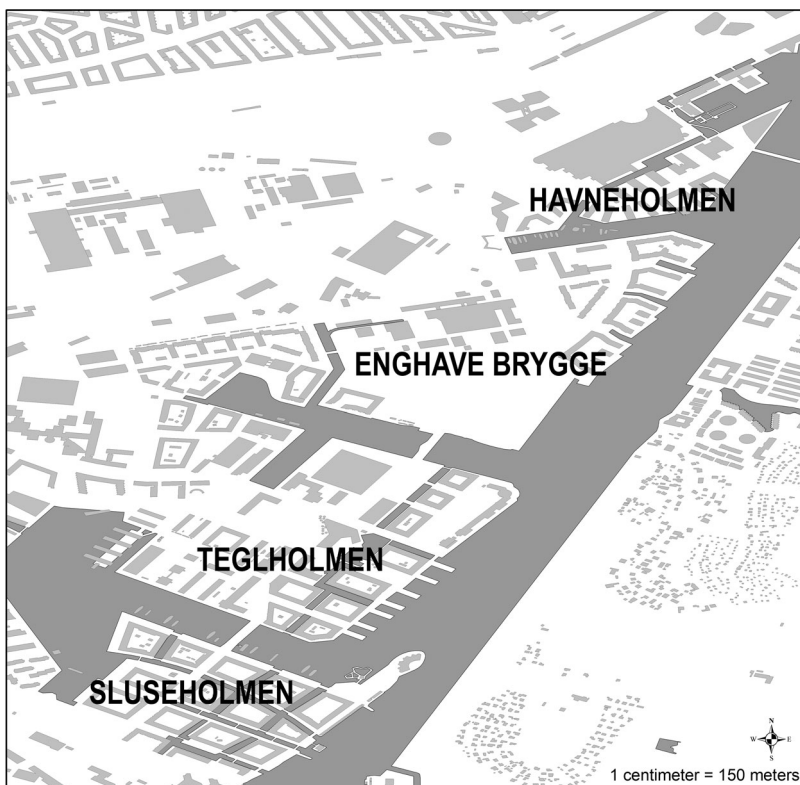 HAVNEHOLMEN
ENGHAVE BRYGGE
TEGLHOLMEN
SLUSEHOLMEN
N
W E
S
1 centimeter = 150 meters